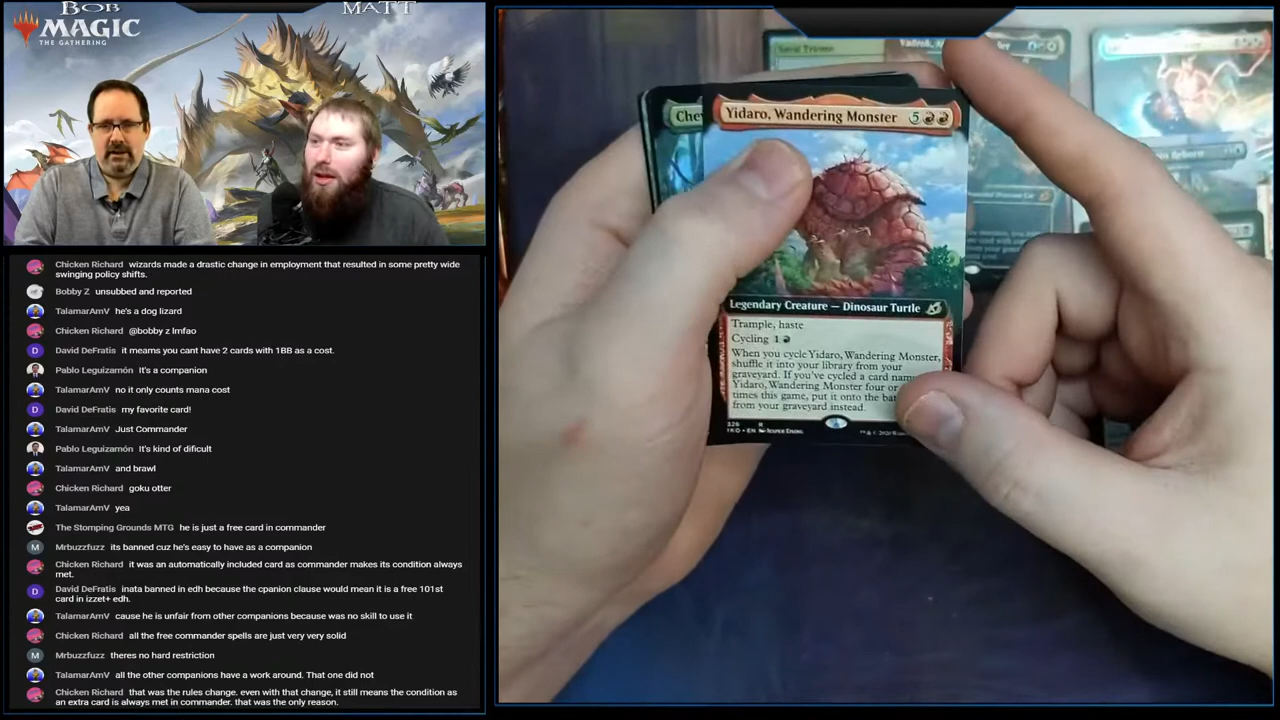 BOB
MATT
MAGIC
THE GATHERING
Chicken Richard wizards made a drastic change in employment that resulted in some pretty wide
swinging policy shifts.
Bobby Z unsubbed and reported
TalamarAmV he's a dog lizard
Chicken Richard @bobby z lmfao
D David DeFratis it means you cant have 2 cards with 1BB as a cost.
Pablo Leguizamón It's a companion
TalamarAmV no it only counts mana cost
D David DeFratis my favorite card!
TalamarAmV Just Commander
Pablo Leguizamón It's kind of dificult
TalamarAmV and brawl
Chicken Richard goku otter
TalamarAmV yea
The Stomping Grounds MTG he is just a free card in commander
M Mrbuzzfuzz its banned cuz he's easy to have as a companion
Chicken Richard it was an automatically included card as commander makes its condition always
met.
D David DeFratis inata banned in edh because the cpanion clause would mean it is a free 101st
card in izzet+ edh.
TalamarAmV cause he is unfair from other companions because was no skill to use it
Chicken Richard all the free commander spells are just very very solid
M Mrbuzzfuzz theres no hard restriction
TalamarAmV all the other companions have a work around. That one did not
Chicken Richard that was the rules change. even with that change, it still means the condition as
an extra card is always met in commander. that was the only reason.
Savai Triome
Che
Yidaro, Wandering Monster 5
Legendary Creature — Dinosaur Turtle
Trample, haste
Cycling 1
When you cycle Yidaro, Wandering Monster,
shuffle it into your library from your
graveyard. If you've cycled a card nam
Yidaro, Wandering Monster four or
times this game, put it onto the ba
from your graveyard instead.
326 R
IKO • EN Jesper Ejsing